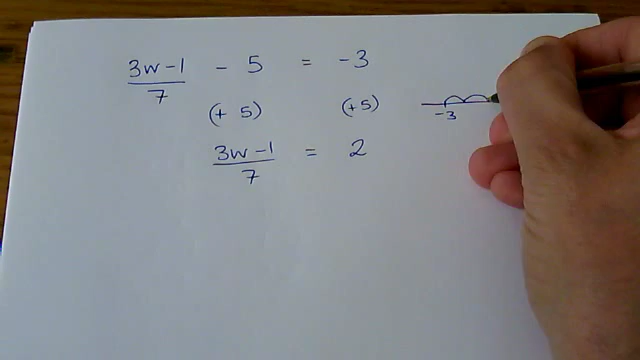 (3w-1)/7 - 5 = -3
(+ 5) (+5) -3
(3w-1)/7 = 2